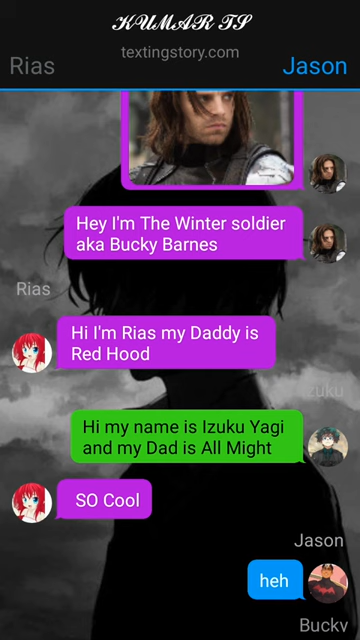 KUMAR TS
textingstory.com
Rias
Jason
Hey I'm The Winter soldier
aka Bucky Barnes
Rias
Hi I'm Rias my Daddy is
Red Hood
Izuku
Hi my name is Izuku Yagi
and my Dad is All Might
SO Cool
Jason
heh
Bucky